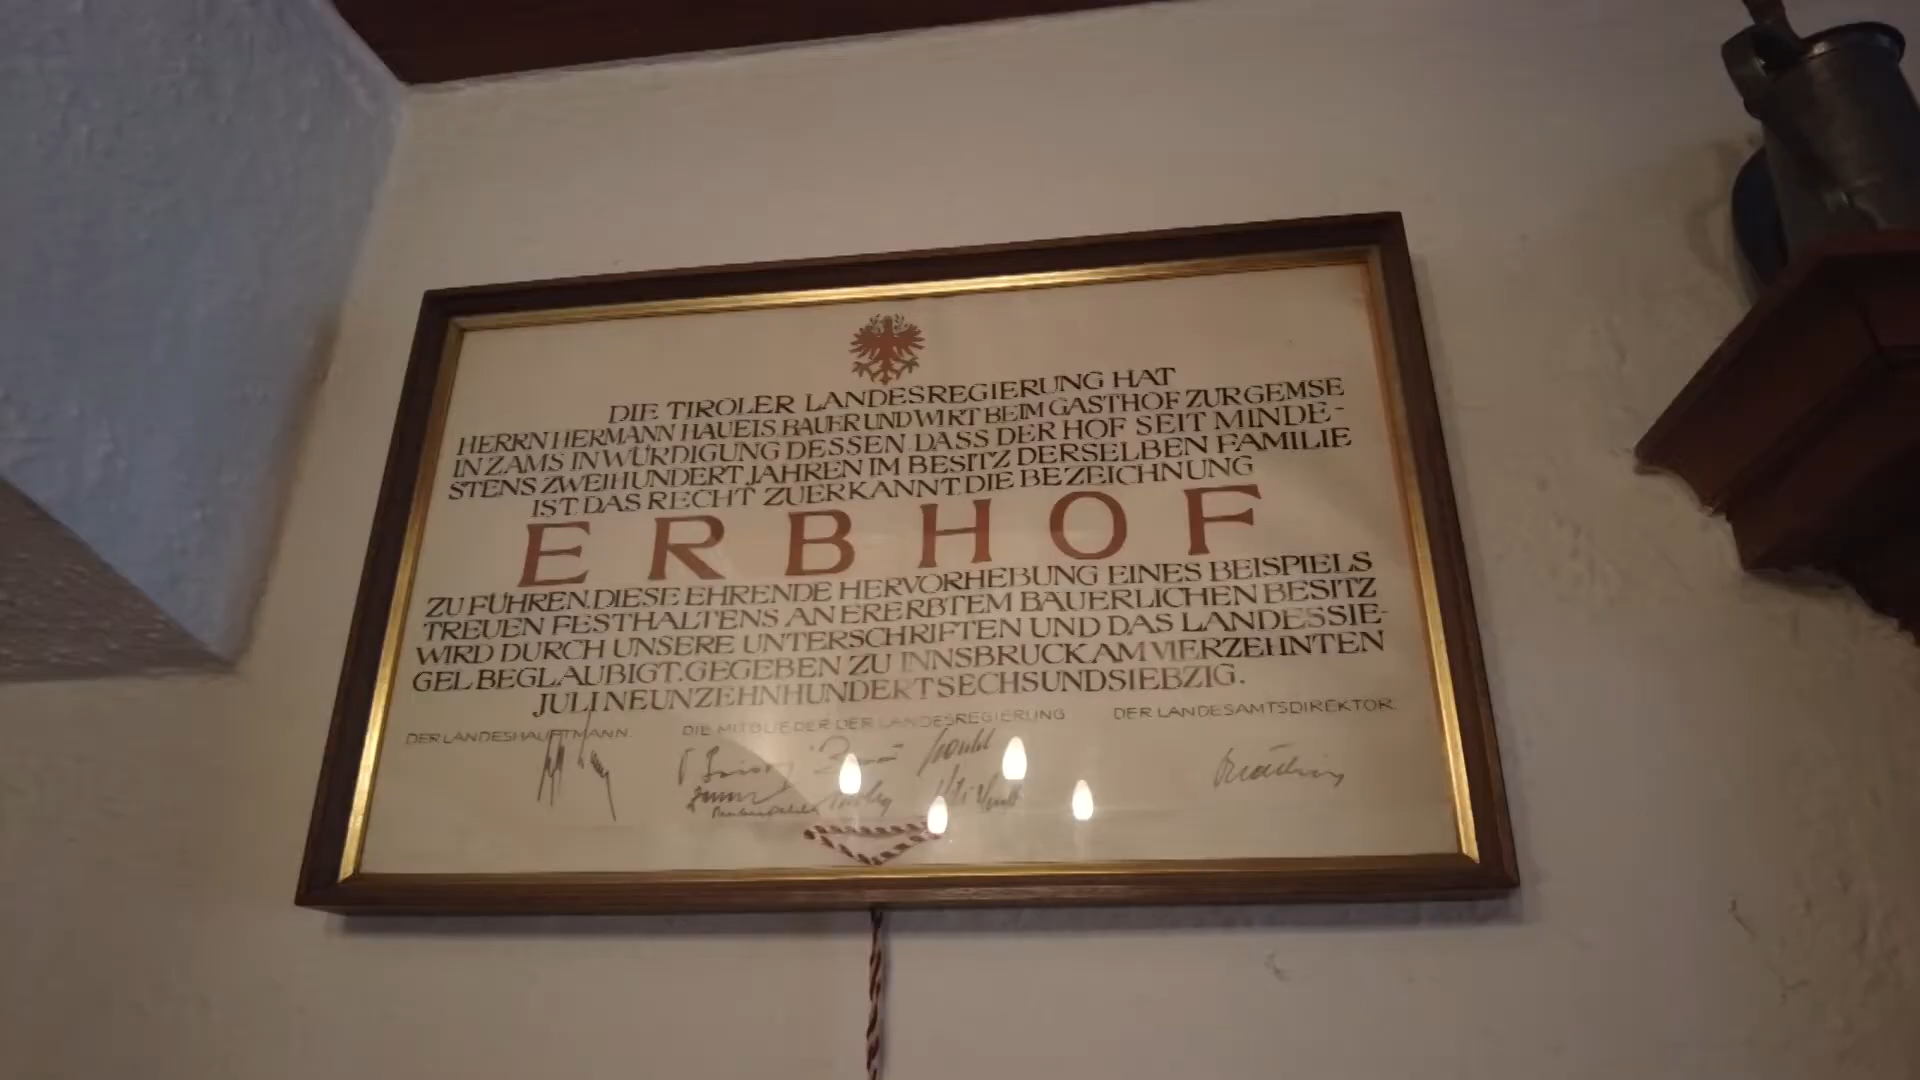 DIE TIROLER LANDESREGIERUNG HAT
HERRN HERMANN HAUEIS BAUER UND WIRT BEIM GASTHOF ZUR GEMSE
IN ZAMS IN WÜRDIGUNG DESSEN, DASS DER HOF SEIT MINDE-
STENS ZWEIHUNDERT JAHREN IM BESITZ DERSELBEN FAMILIE
IST, DAS RECHT ZUERKANNT, DIE BEZEICHNUNG
ERBHOF
ZU FÜHREN. DIESE EHRENDE HERVORHEBUNG EINES BEISPIELS
TREUEN FESTHALTENS AN ERERBTEM BÄUERLICHEN BESITZ
WIRD DURCH UNSERE UNTERSCHRIFTEN UND DAS LANDESSIE-
GEL BEGLAUBIGT. GEGEBEN ZU INNSBRUCK AM VIERZEHNTEN
JULI NEUNZEHNHUNDERTSECHSUNDSIEBZIG.
DER LANDESHAUPTMANN. DIE MITGLIEDER DER LANDESREGIERUNG DER LANDESAMTSDIREKTOR.